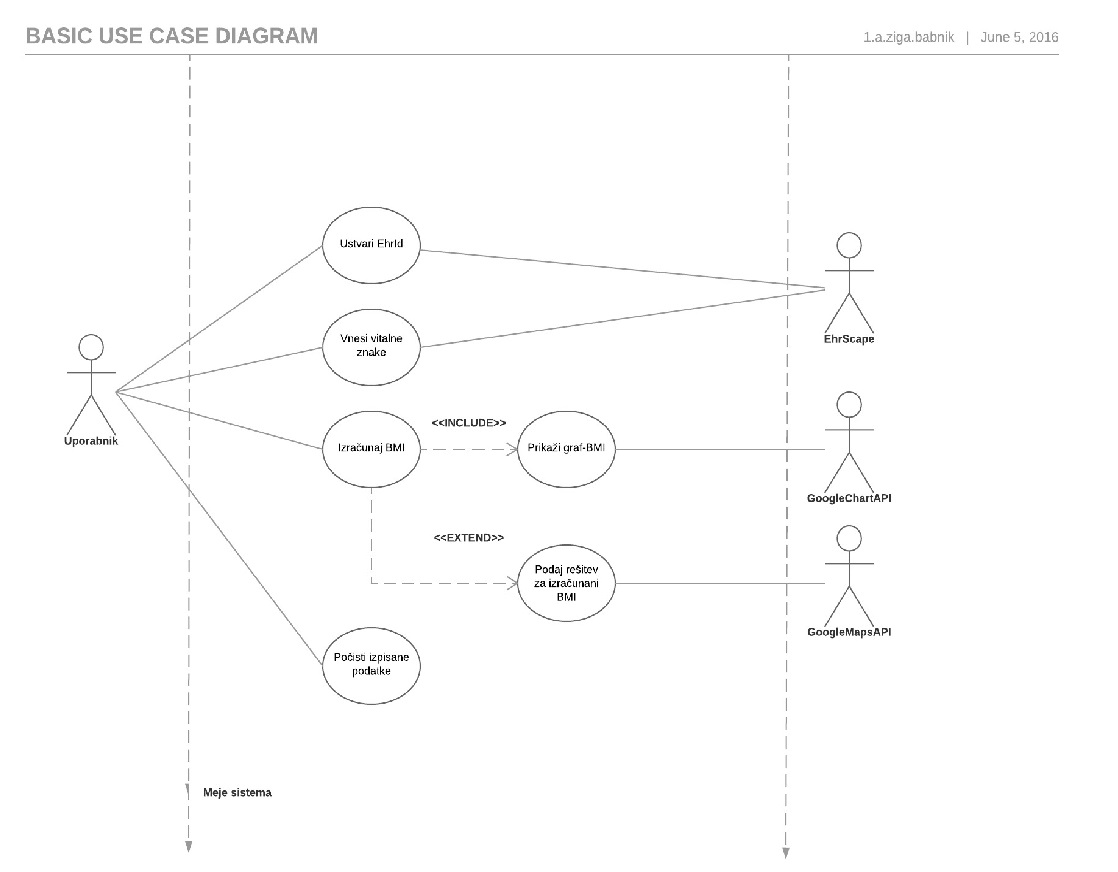 BASIC USE CASE DIAGRAM
1.a.ziga.babnik | June 5, 2016
Ustvari EhrId
EhrScape
Vnesi vitalne
znake
Uporabnik
<<INCLUDE>>
Izračunaj BMI
Prikaži graf-BMI
GoogleChartAPI
<<EXTEND>>
Podaj rešitev
za izračunani
BMI
GoogleMapsAPI
Počisti izpisane
podatke
Meje sistema